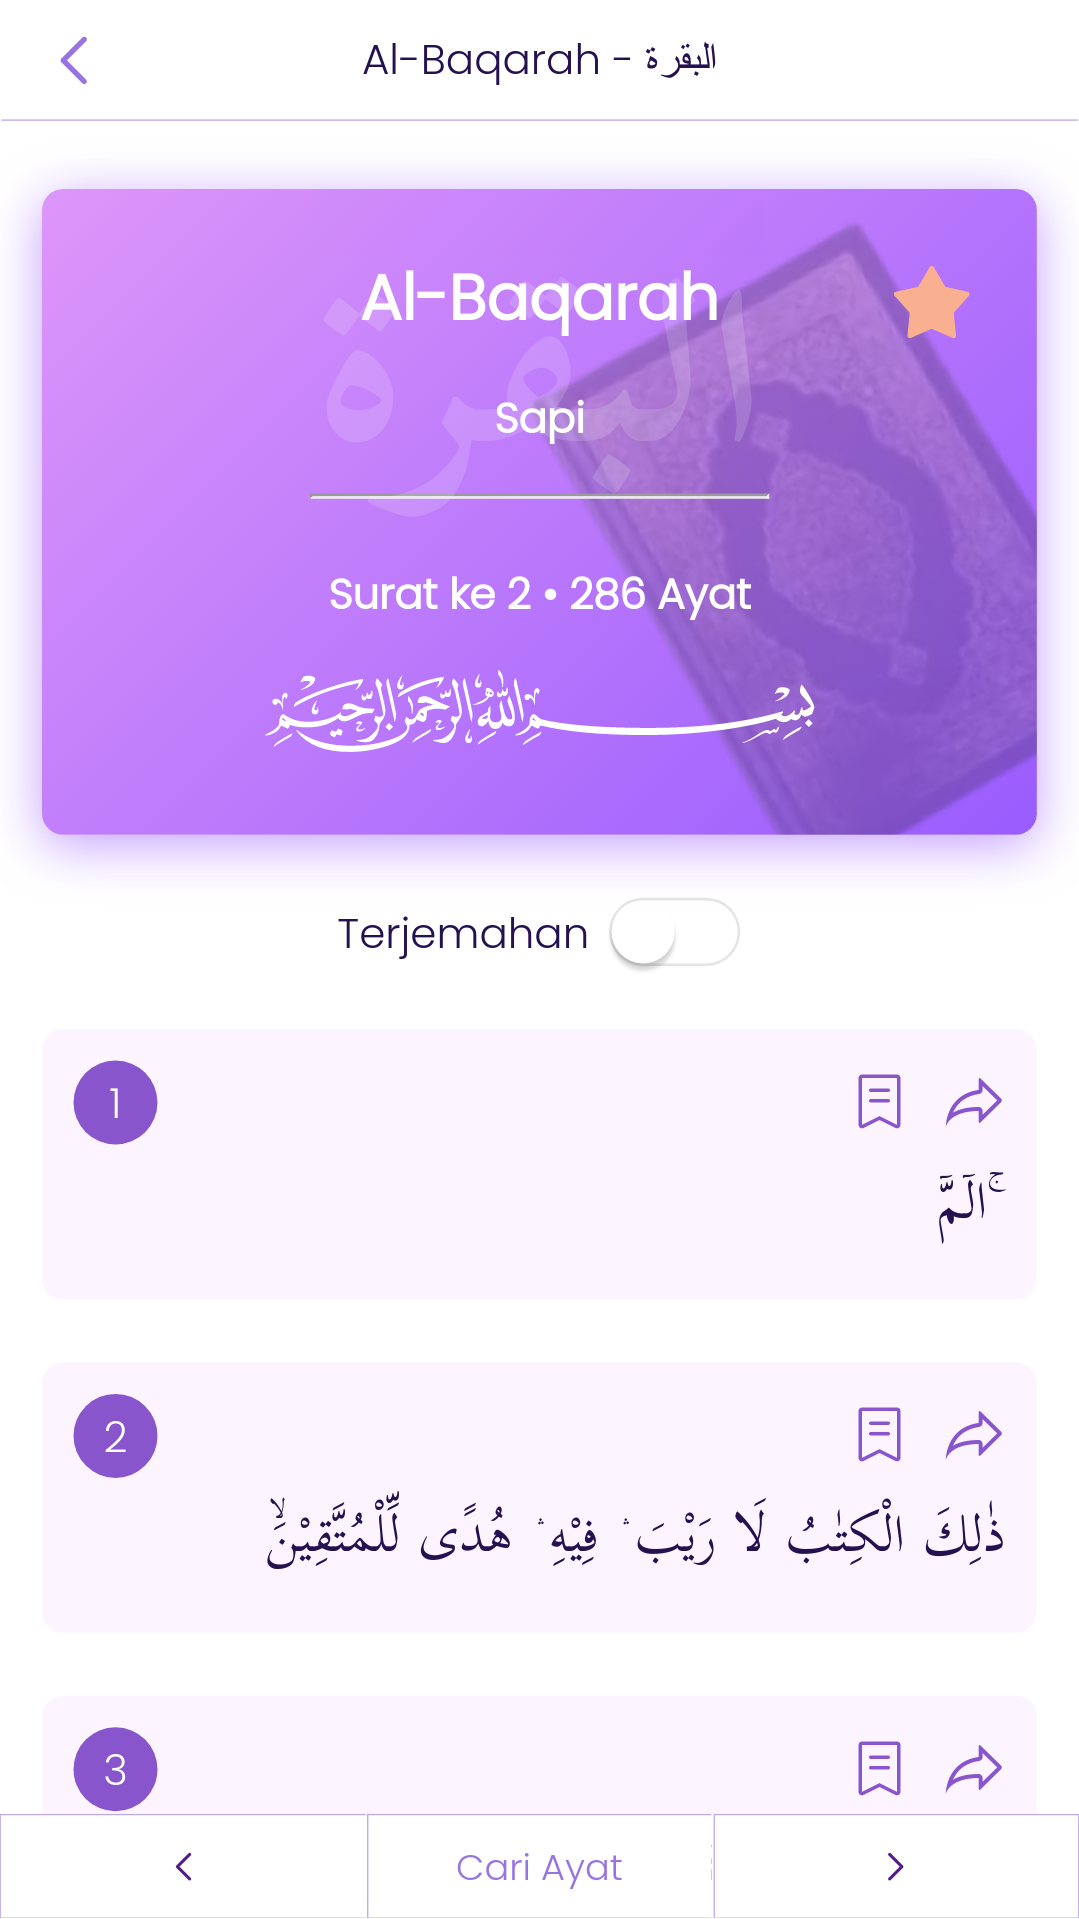 Al-Baqarah - البقرة
البقرة
Al-Baqarah
Sapi
Surat ke 2 • 286 Ayat
بِسْمِ اللهِ الرَّحْمٰنِ الرَّحِيْمِ
Terjemahan
1
الۤمّۤ ۚ
2
ذٰلِكَ الْكِتٰبُ لَا رَيْبَ ۛ فِيْهِ ۛ هُدًى لِّلْمُتَّقِيْنَۙ
3
Cari Ayat